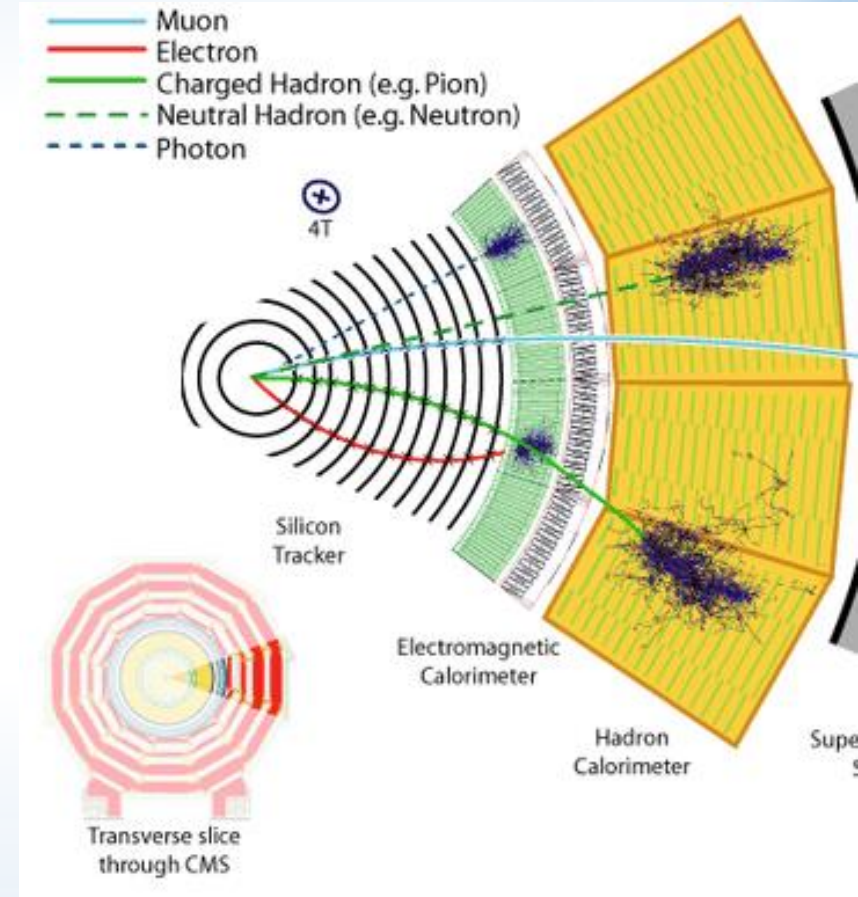 Muon
Electron
Charged Hadron (e.g. Pion)
Neutral Hadron (e.g. Neutron)
Photon
4T
Silicon
Tracker
Electromagnetic
Calorimeter
Hadron
Calorimeter
Transverse slice
through CMS